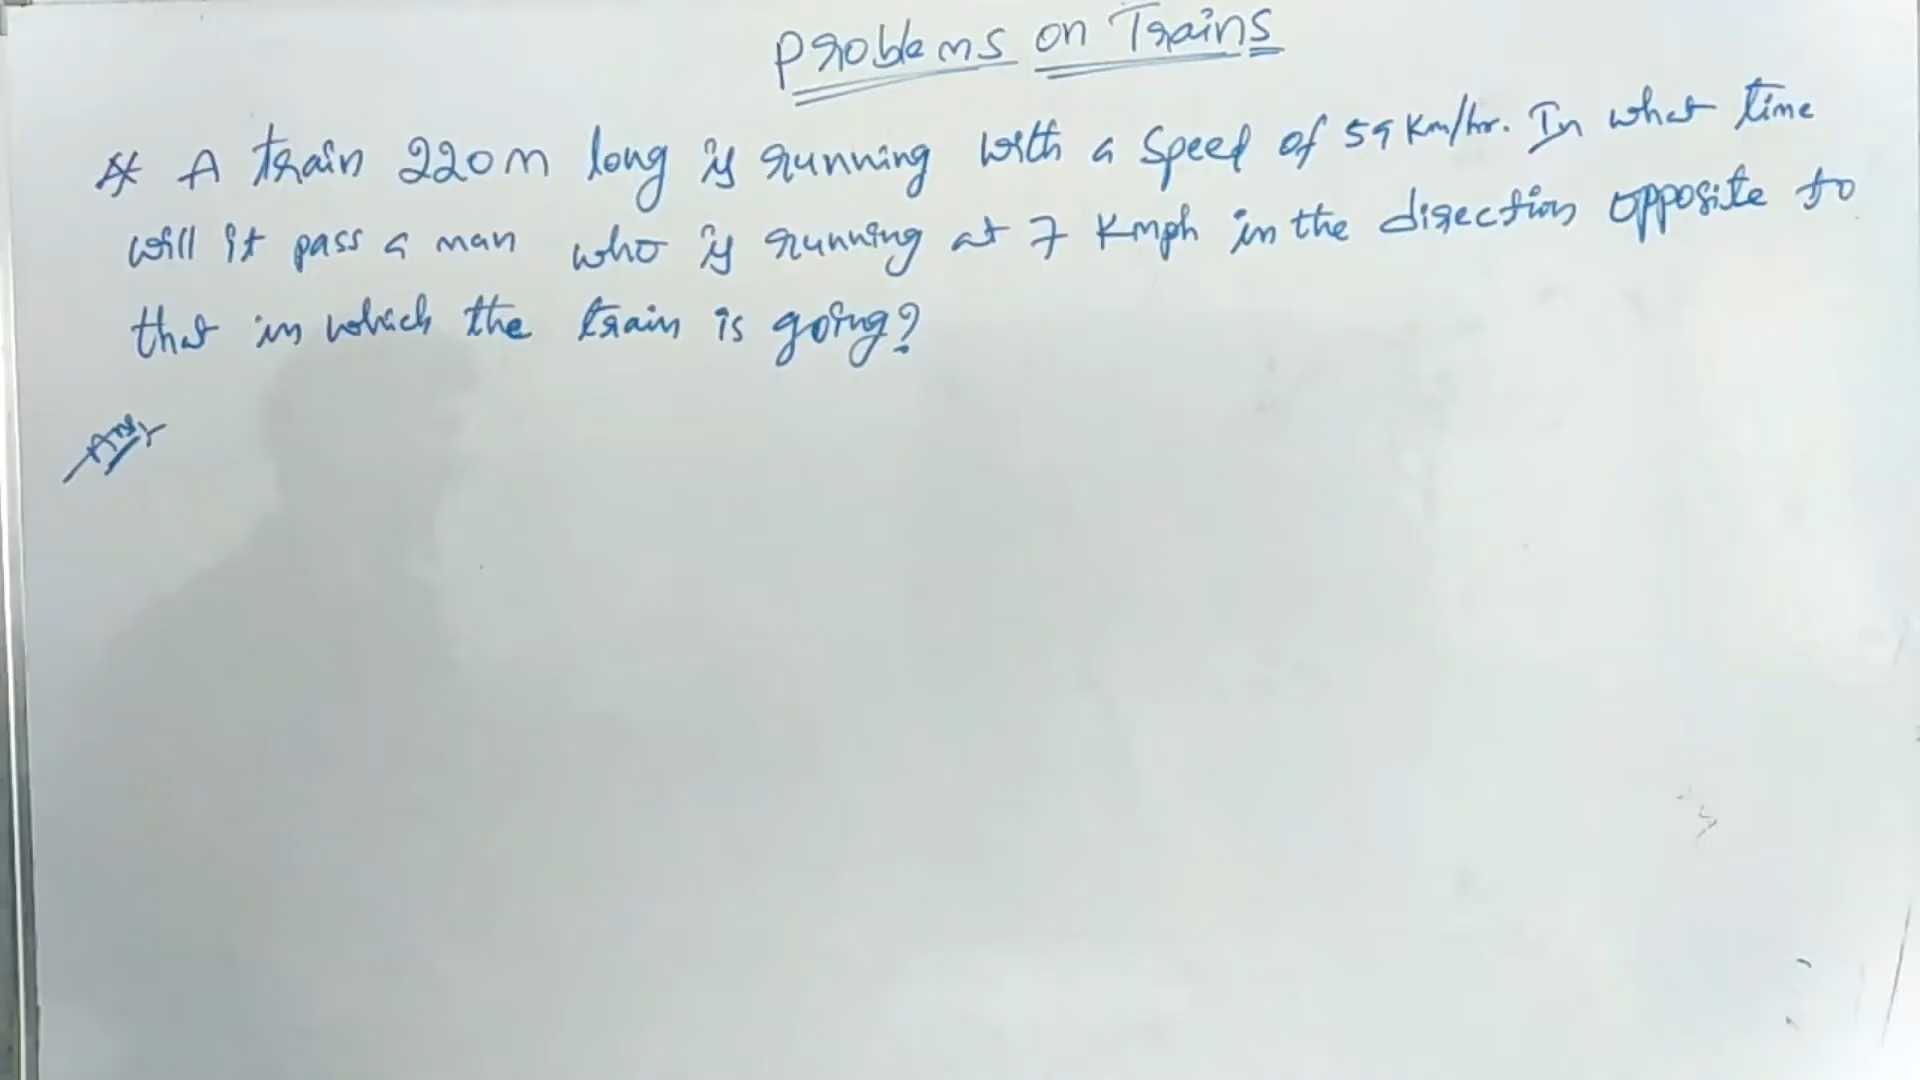 Problems on Trains
* A train 220m long is running with a speed of 59 Km/hr. In what time
will it pass a man who is running at 7 Kmph in the direction opposite to
that in which the train is going?
Ans